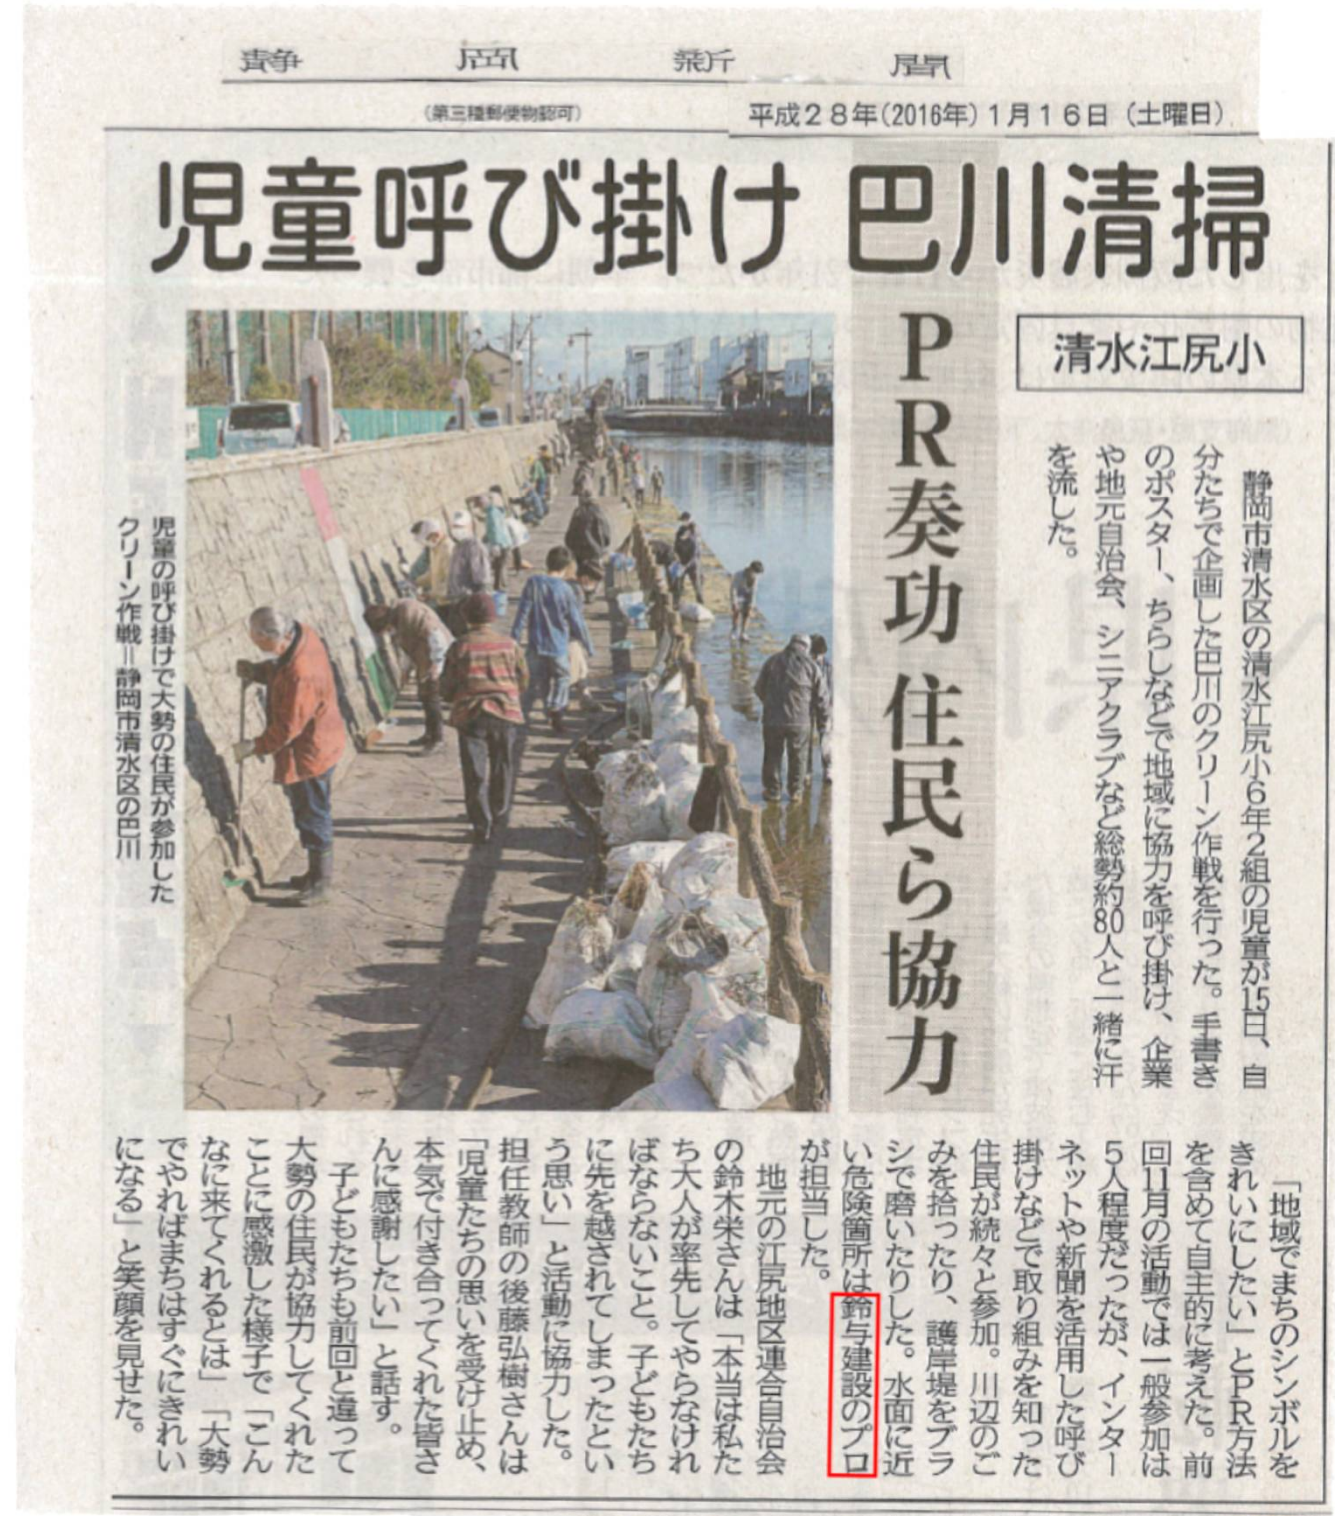 静岡新聞
(第三種郵便物認可)
平成28年(2016年)1月16日(土曜日)
児童呼び掛け 巴川清掃
清水江尻小
PR奏功 住民ら協力
静岡市清水区の清水江尻小6年2組の児童が15日、自
分たちで企画した巴川のクリーン作戦を行った。手書き
のポスター、ちらしなどで地域に協力を呼び掛け、企業
や地元自治会、シニアクラブなど総勢約80人と一緒に汗
を流した。
児童の呼び掛けで大勢の住民が参加した
クリーン作戦=静岡市清水区の巴川
「地域でまちのシンボルを
きれいにしたい」とPR方法
を含めて自主的に考えた。前
回11月の活動では一般参加は
5人程度だったが、インター
ネットや新聞を活用した呼び
掛けなどで取り組みを知った
住民が続々と参加。川辺のご
みを拾ったり、護岸堤をブラ
シで磨いたりした。水面に近
い危険箇所は鈴与建設のプロ
が担当した。
地元の江尻地区連合自治会
の鈴木栄さんは「本当は私た
ち大人が率先してやらなけれ
ばならないこと。子どもたち
に先を越されてしまったとい
う思い」と活動に協力した。
担任教師の後藤弘樹さんは
「児童たちの思いを受け止め、
本気で付き合ってくれた皆さ
んに感謝したい」と話す。
子どもたちも前回と違って
大勢の住民が協力してくれた
ことに感激した様子で「こん
なに来てくれるとは」「大勢
でやればまちはすぐにきれい
になる」と笑顔を見せた。